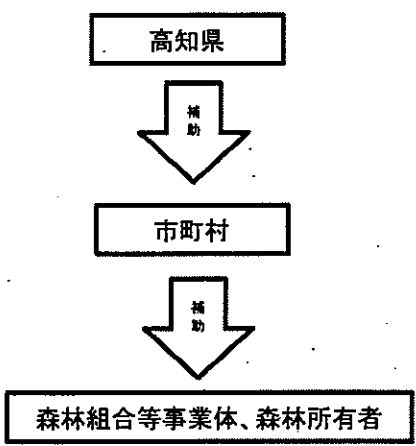 高知県
補助
市町村
補助
森林組合等事業体、森林所有者